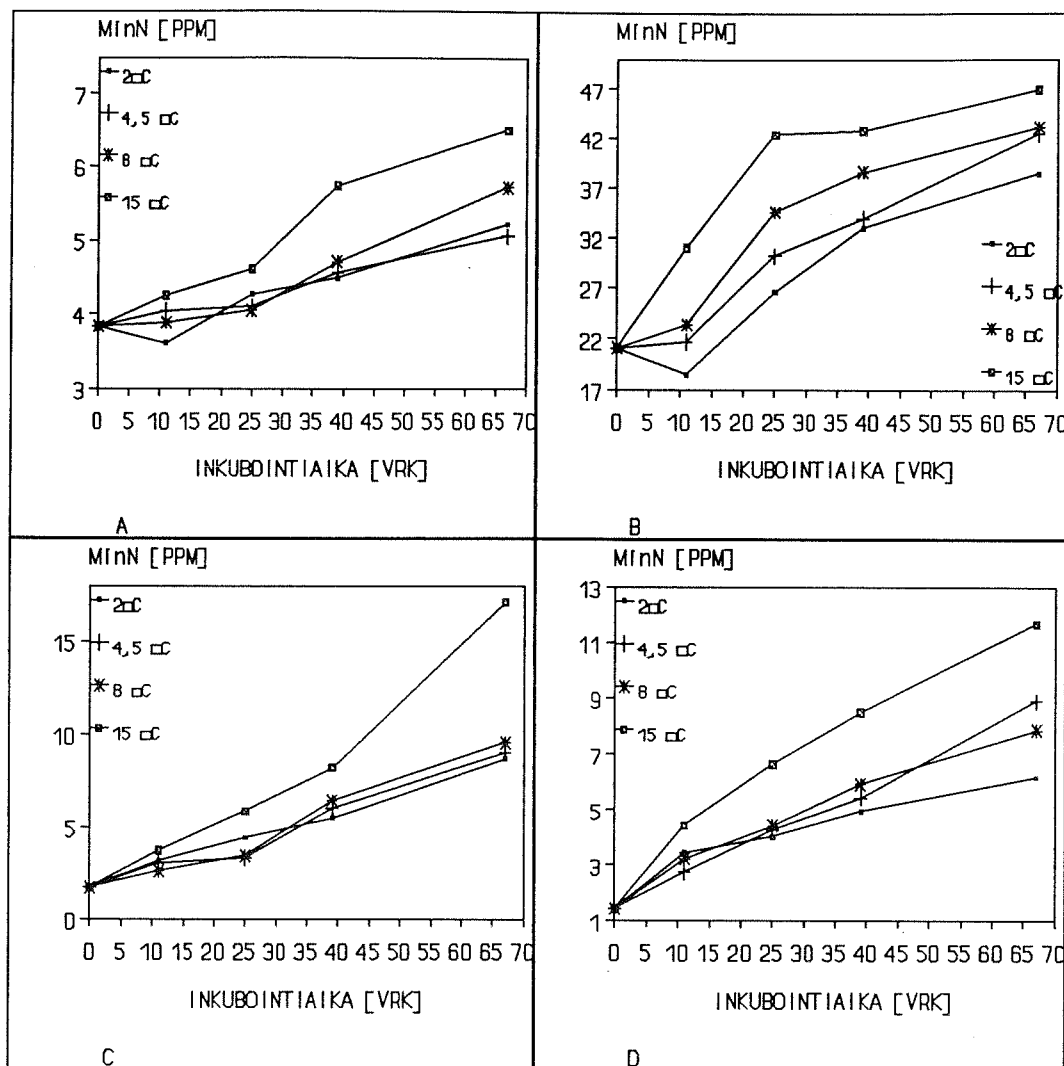 MinN [PPM]
7
6
5
4
3
2□C
4,5 □C
8 □C
15 □C
0 5 10 15 20 25 30 35 40 45 50 55 60 65 70
INKUBOINTIAIKA [VRK]
A
MinN [PPM]
47
42
37
32
27
22
17
2□C
4,5 □C
8 □C
15 □C
0 5 10 15 20 25 30 35 40 45 50 55 60 65 70
INKUBOINTIAIKA [VRK]
B
MinN [PPM]
15
10
5
0
2□C
4,5 □C
8 □C
15 □C
0 5 10 15 20 25 30 35 40 45 50 55 60 65 70
INKUBOINTIAIKA [VRK]
C
MinN [PPM]
13
11
9
7
5
3
1
2□C
4,5 □C
8 □C
15 □C
0 5 10 15 20 25 30 35 40 45 50 55 60 65 70
INKUBOINTIAIKA [VRK]
D